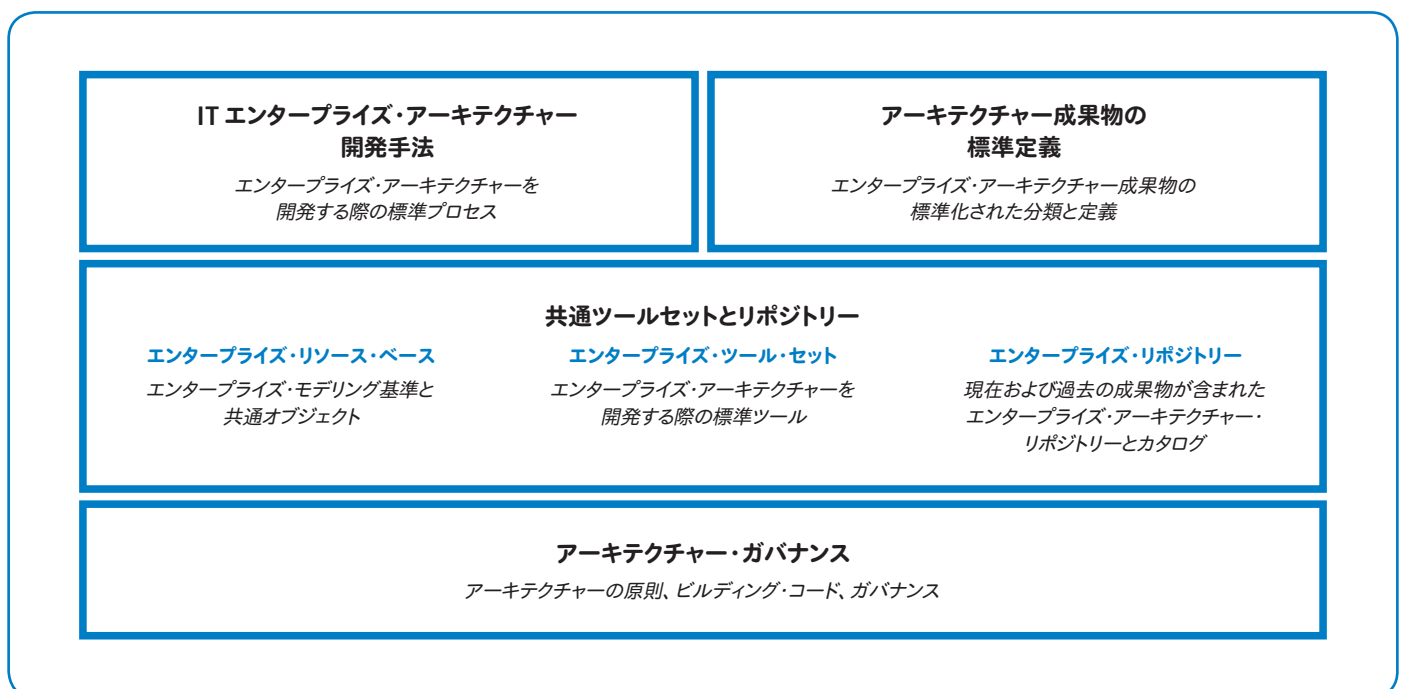 IT エンタープライズ・アーキテクチャー
開発手法
エンタープライズ・アーキテクチャーを
開発する際の標準プロセス
アーキテクチャー成果物の
標準定義
エンタープライズ・アーキテクチャー成果物の
標準化された分類と定義
共通ツールセットとリポジトリー
エンタープライズ・リソース・ベース
エンタープライズ・モデリング基準と
共通オブジェクト
エンタープライズ・ツール・セット
エンタープライズ・アーキテクチャーを
開発する際の標準ツール
エンタープライズ・リポジトリー
現在および過去の成果物が含まれた
エンタープライズ・アーキテクチャー・
リポジトリーとカタログ
アーキテクチャー・ガバナンス
アーキテクチャーの原則、ビルディング・コード、ガバナンス